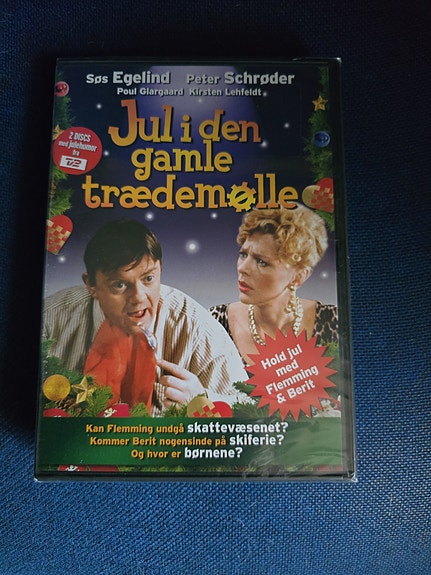 Søs Egelind Peter Schrøder
Poul Glargaard Kirsten Lehfeldt
2 DISCS
med julehumor
fra
TV2
Jul i den
gamle
trædemølle
Hold jul
med
Flemming
& Berit
Kan Flemming undgå skattevæsenet?
Kommer Berit nogensinde på skiferie?
Og hvor er børnene?